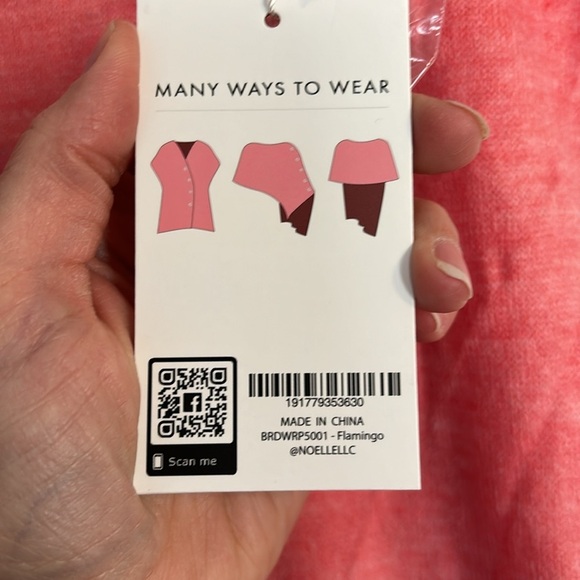 MANY WAYS TO WEAR
191779353630
MADE IN CHINA
BRDWRP5001 - Flamingo
@NOELLELLC
Scan me